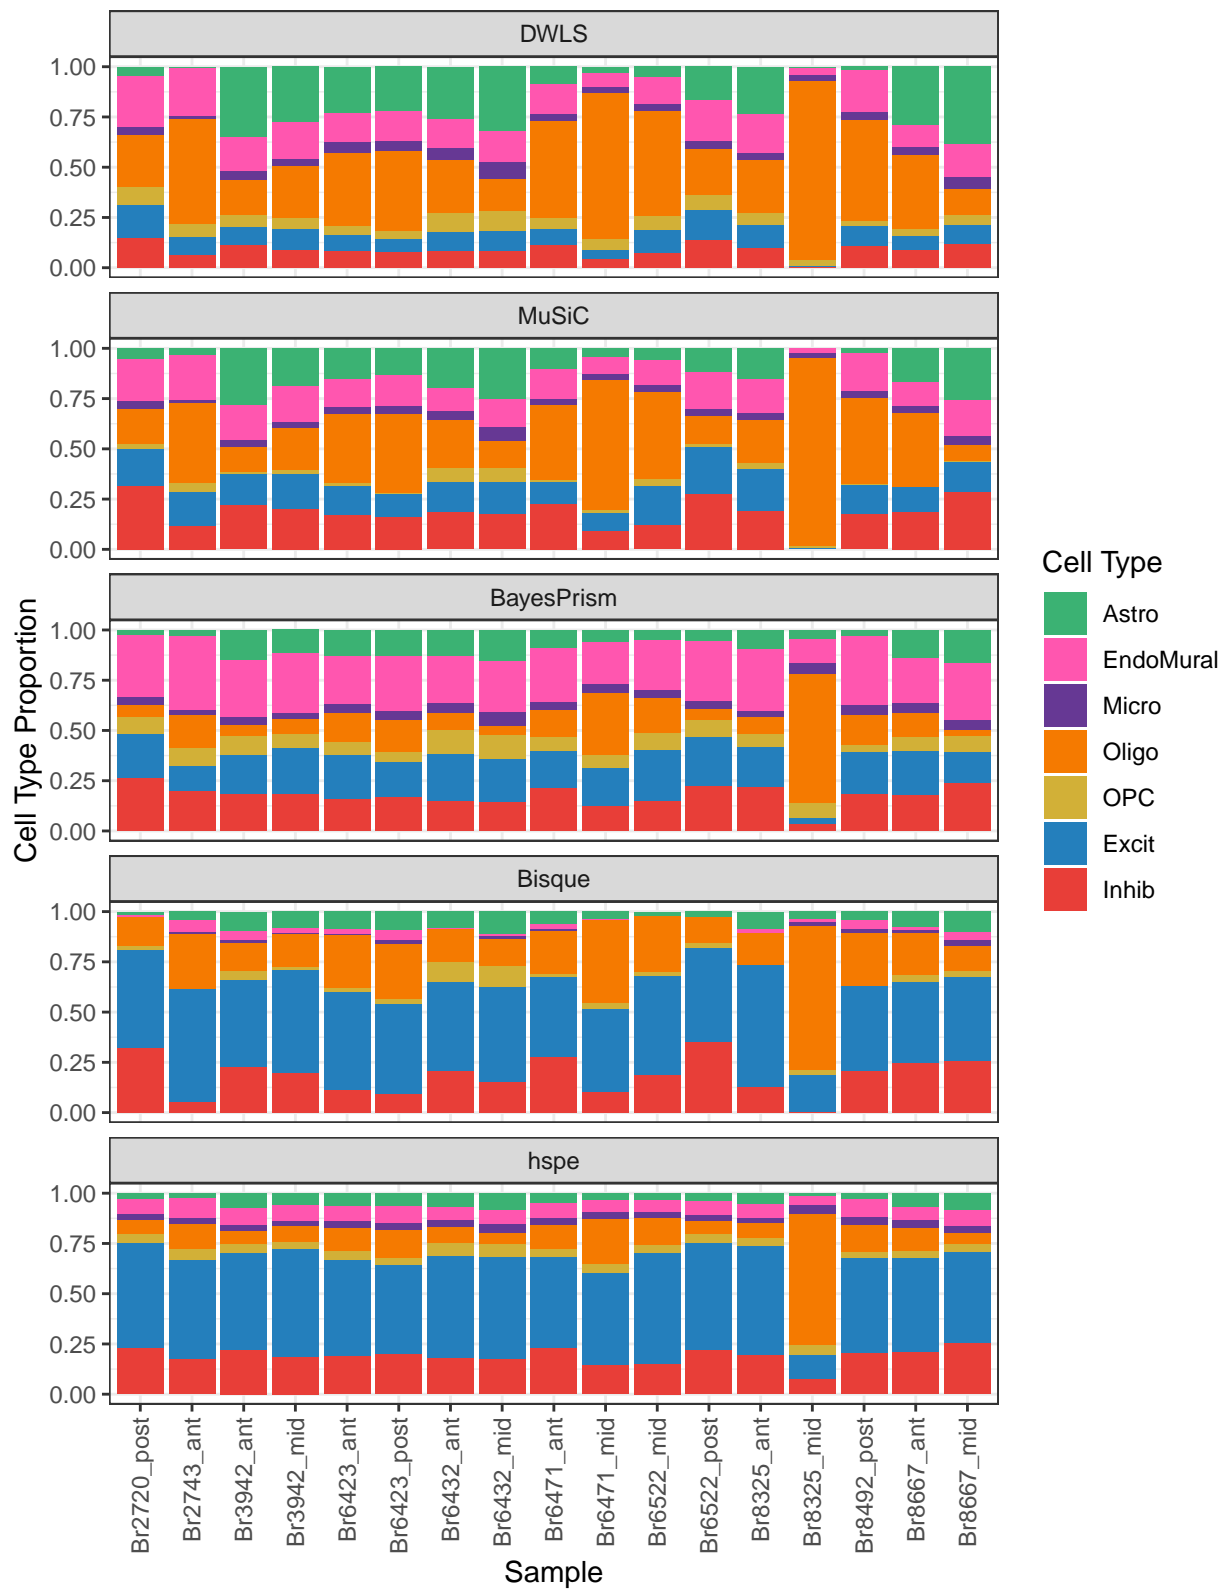 DWLS
1.00
0.75
0.50
0.25
0.00
MuSiC
1.00
0.75
0.50
0.25
0.00
BayesPrism
1.00
0.75
0.50
0.25
0.00
Bisque
1.00
0.75
0.50
0.25
0.00
hspe
1.00
0.75
0.50
0.25
0.00
Cell Type Proportion
Br2720_post
Br2743_ant
Br3942_ant
Br3942_mid
Br6423_ant
Br6423_post
Br6432_ant
Br6432_mid
Br6471_ant
Br6471_mid
Br6522_mid
Br6522_post
Br8325_ant
Br8325_mid
Br8492_post
Br8667_ant
Br8667_mid
Sample
Cell Type
Astro
EndoMural
Micro
Oligo
OPC
Excit
Inhib